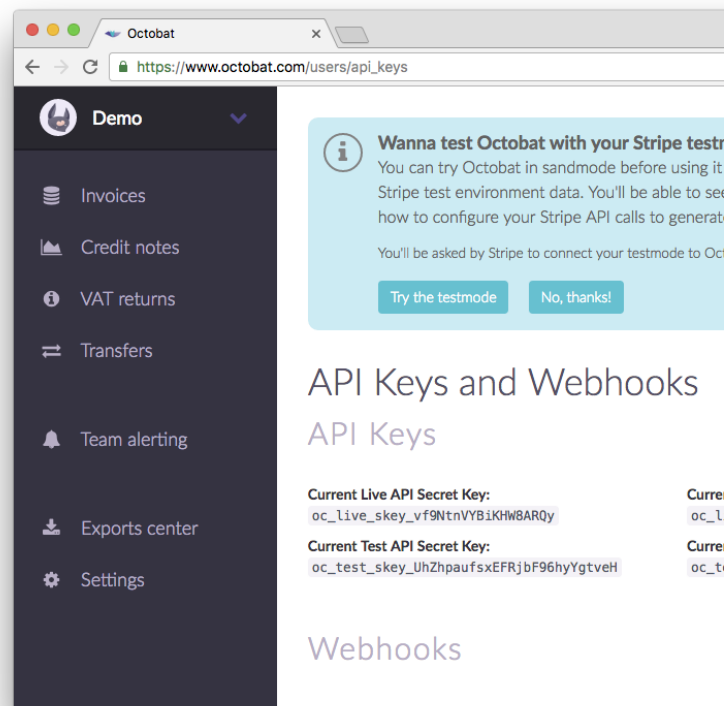 Octobat
https://www.octobat.com/users/api_keys
Demo
Invoices
Credit notes
VAT returns
Transfers
Team alerting
Exports center
Settings
Wanna test Octobat with your Stripe
You can try Octobat in sandmode before using it
Stripe test environment data. You'll be able to see
how to configure your Stripe API calls to
You'll be asked by Stripe to connect your testmode to
Try the testmode
No, thanks!
API Keys and Webhooks
API Keys
Current Live API Secret Key:
oc_live_skey_vf9NtnVYBiKHW8ARQy
Current Test API Secret Key:
oc_test_skey_UhZhpaufsxEFRjbF96hyYgtveH
Webhooks